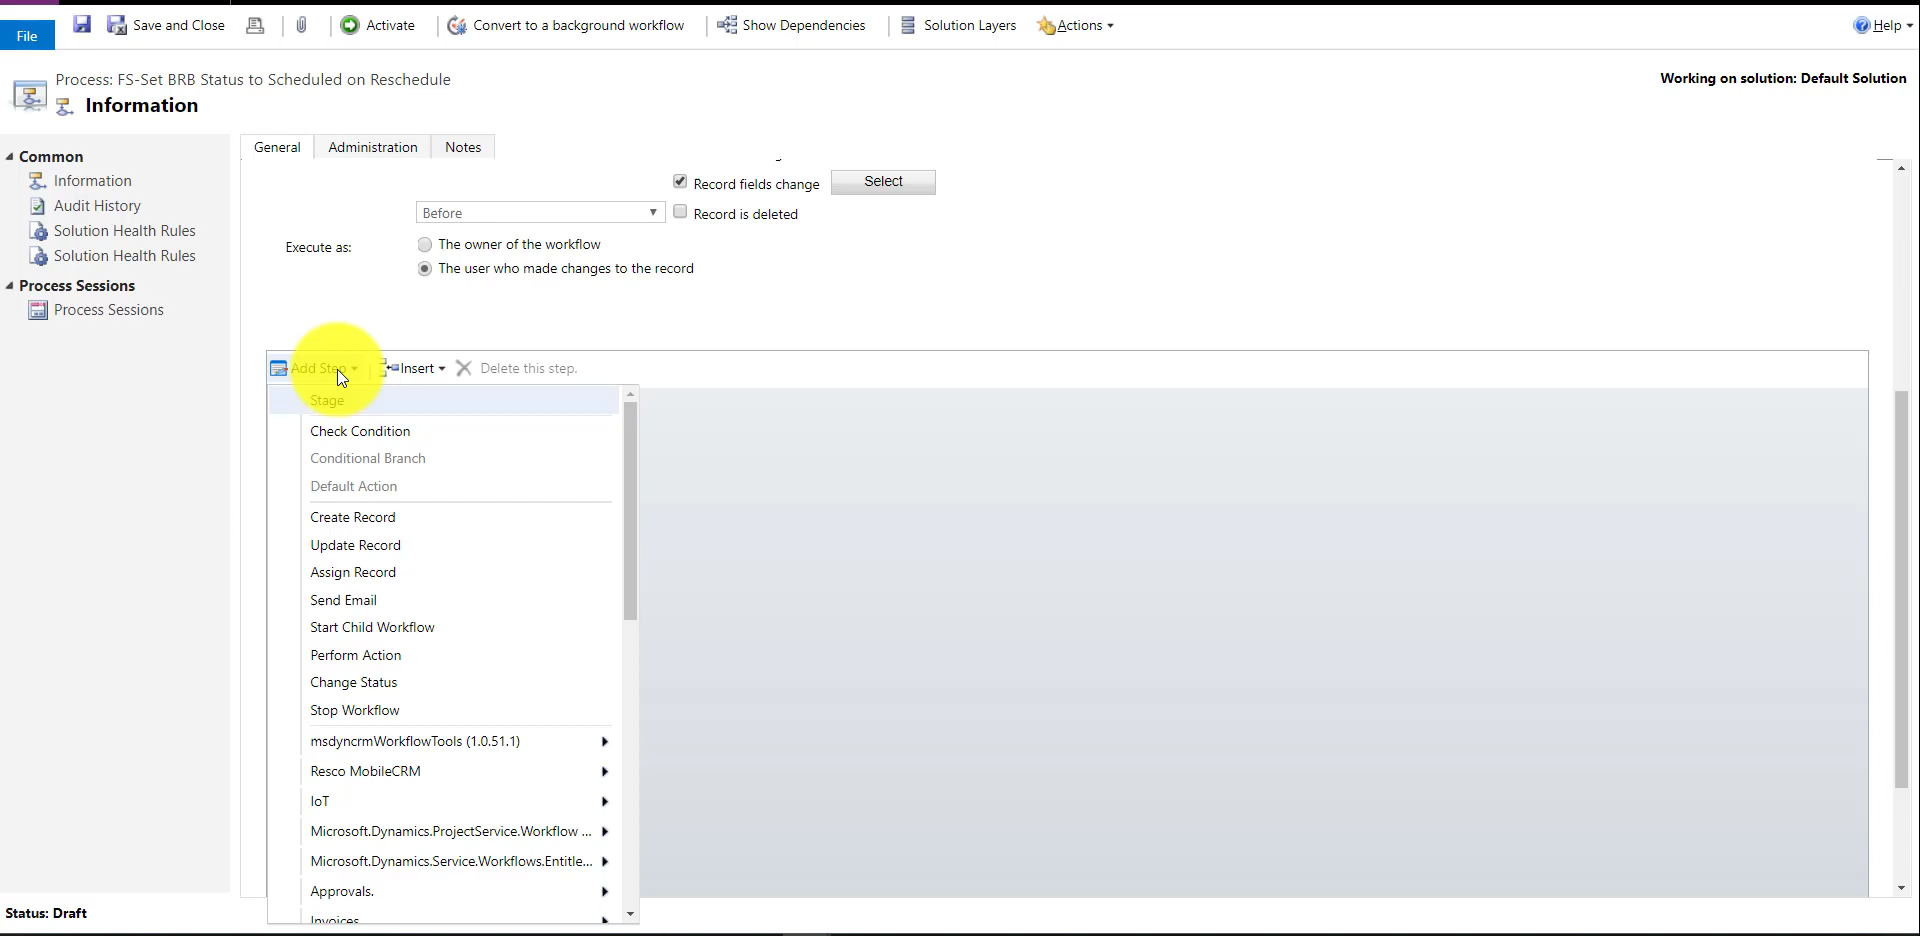 File
Save and Close
Activate
Convert to a background workflow
Show Dependencies
Solution Layers
Actions
Help
Process: FS-Set BRB Status to Scheduled on Reschedule
Information
Working on solution: Default Solution
Common
Information
Audit History
Solution Health Rules
Solution Health Rules
Process Sessions
Process Sessions
General
Administration
Notes
Record fields change
Select
Before
Record is deleted
Execute as:
The owner of the workflow
The user who made changes to the record
Add Step
Insert
Delete this step.
Stage
Check Condition
Conditional Branch
Default Action
Create Record
Update Record
Assign Record
Send Email
Start Child Workflow
Perform Action
Change Status
Stop Workflow
msdyncrmWorkflowTools (1.0.51.1)
Resco MobileCRM
IoT
Microsoft.Dynamics.ProjectService.Workflow ...
Microsoft.Dynamics.Service.Workflows.Entitle...
Approvals.
Invoices
Status: Draft